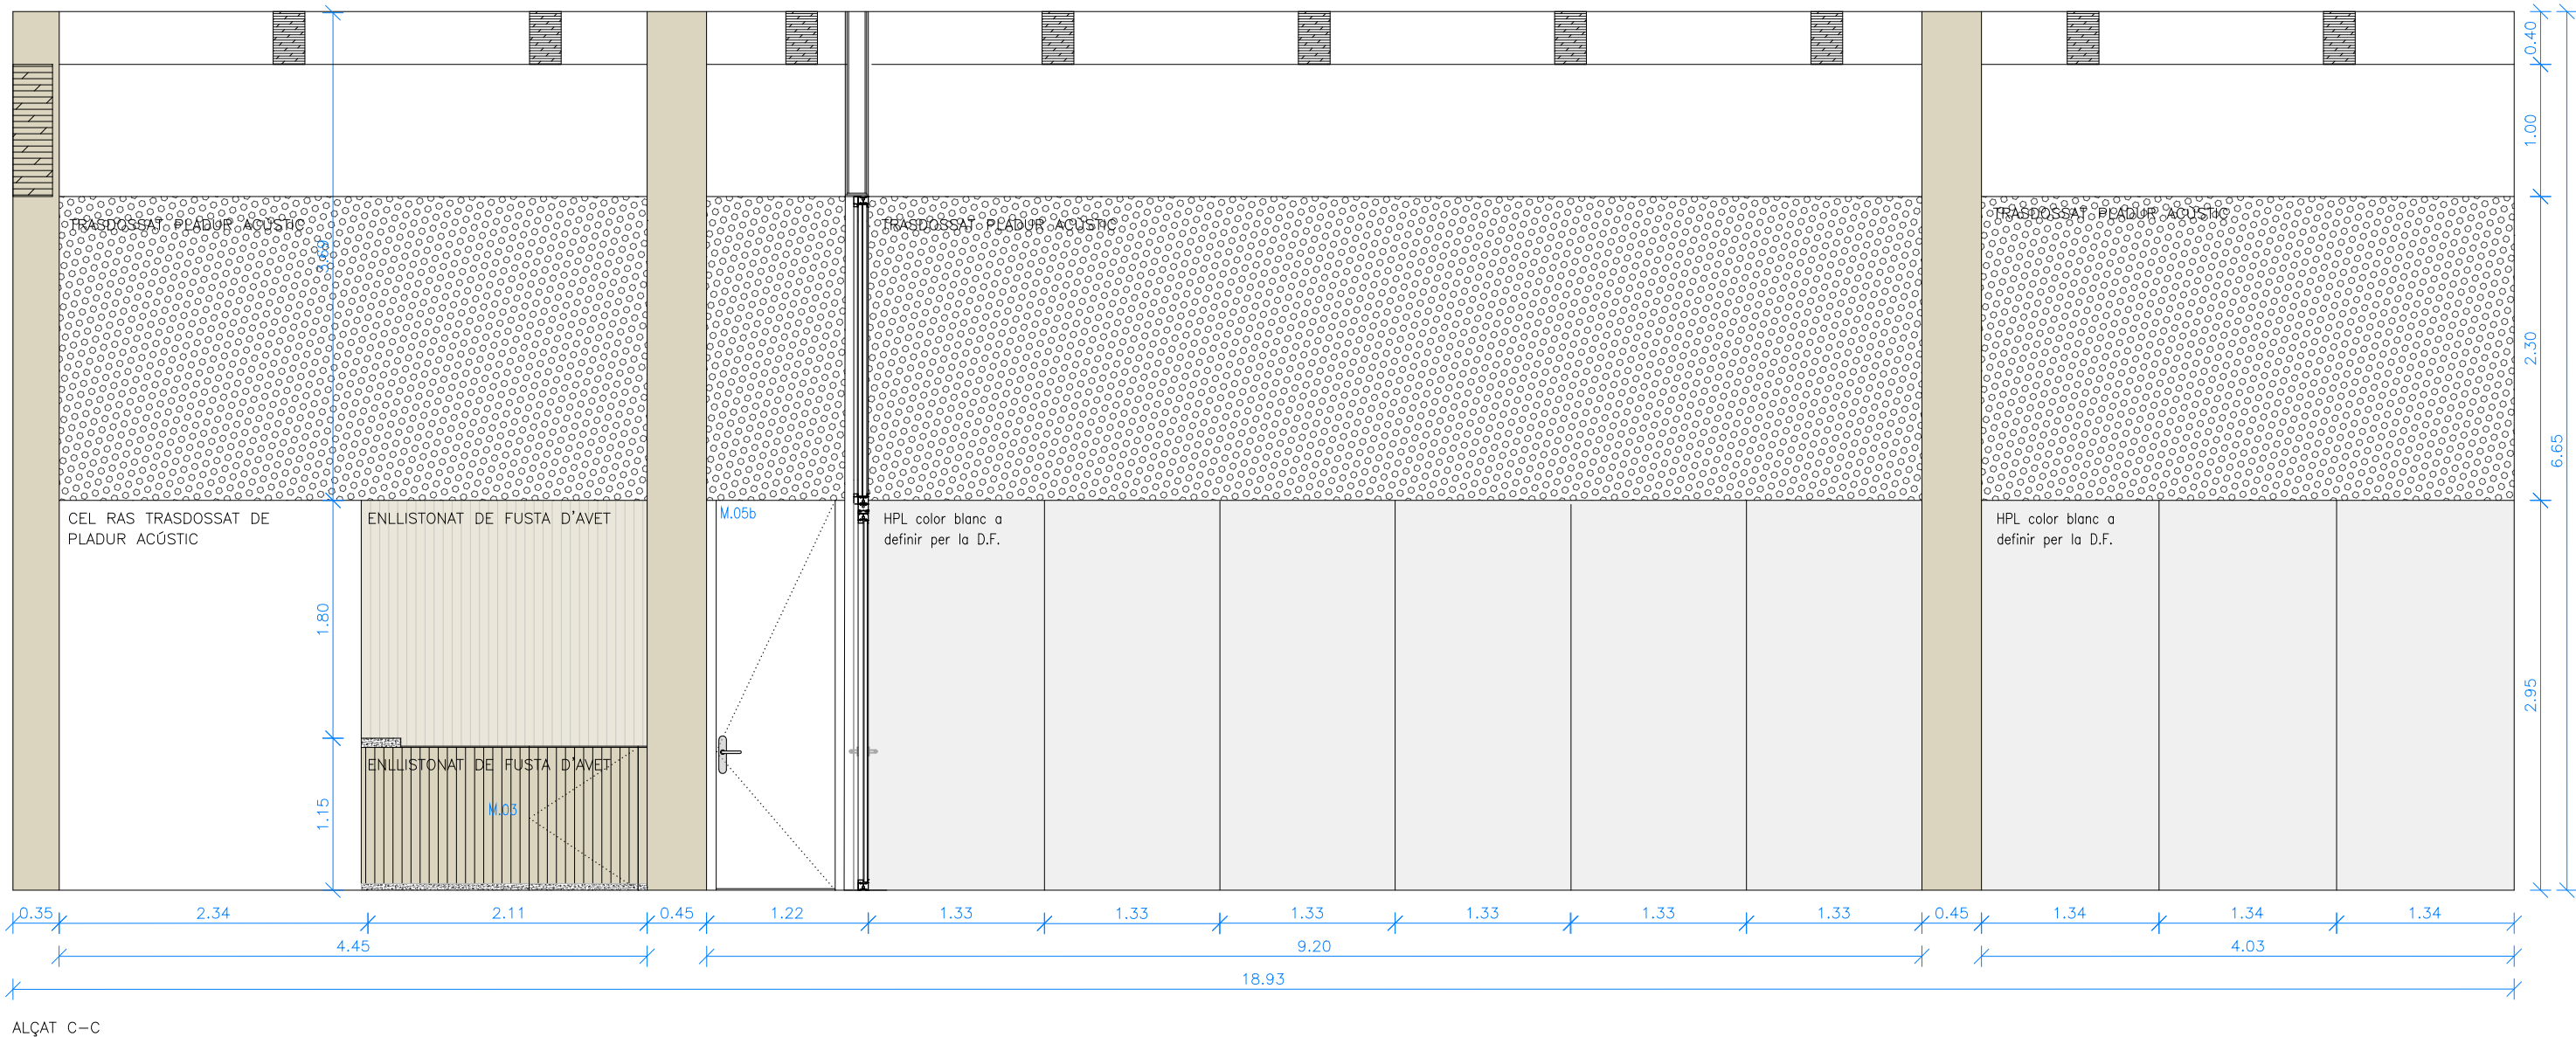 0.40
1.00
TRASDOSSAT PLADUR ACÚSTIC
TRASDOSSAT PLADUR ACÚSTIC
TRASDOSSAT PLADUR ACÚSTIC
3.69
2.30
6.65
CEL RAS TRASDOSSAT DE
PLADUR ACÚSTIC
ENLLISTONAT DE FUSTA D'AVET
M.05b
HPL color blanc a
definir per la D.F.
HPL color blanc a
definir per la D.F.
1.80
2.95
ENLLISTONAT DE FUSTA D'AVET
M.03
1.15
0.35 2.34 2.11 0.45 1.22 1.33 1.33 1.33 1.33 1.33 1.33 0.45 1.34 1.34 1.34
4.45 9.20 4.03
18.93
ALÇAT C-C